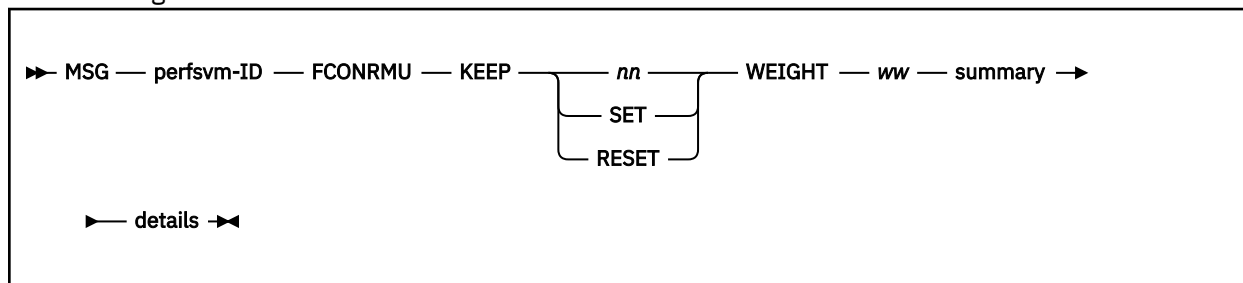 MSG perfsvm-ID FCONRMU KEEP nn WEIGHT ww summary
SET
RESET
details